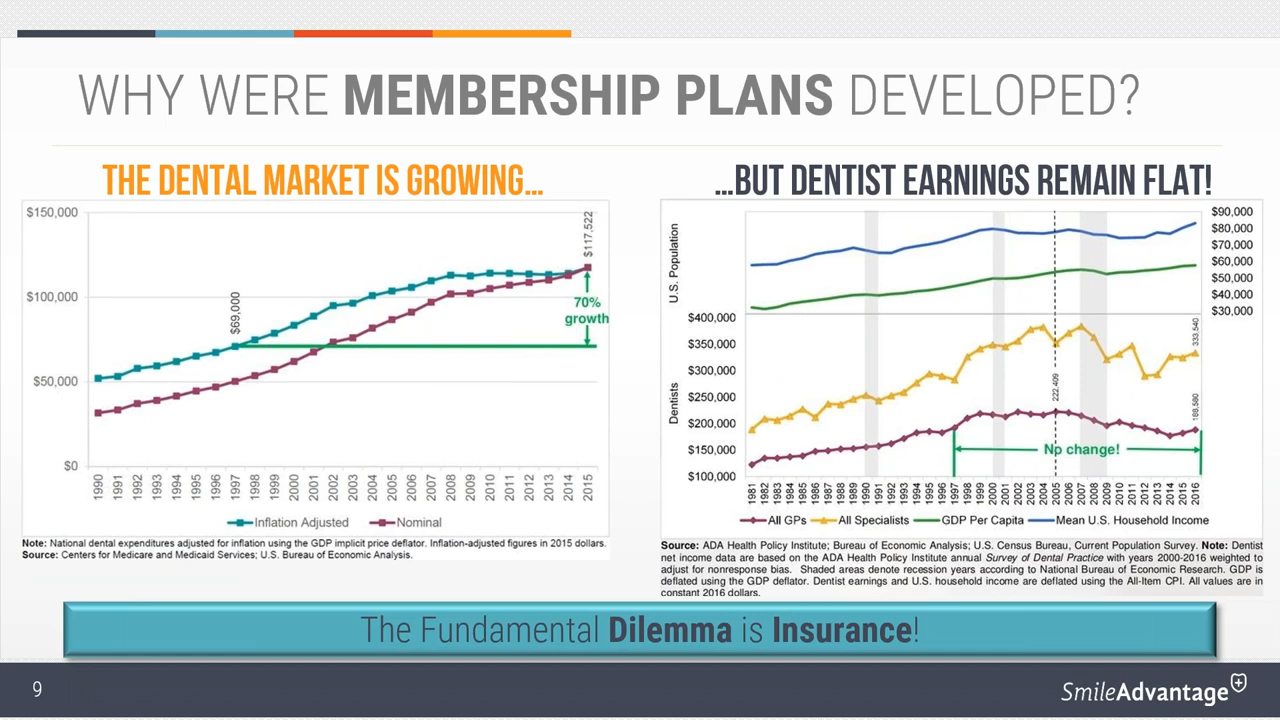 WHY WERE MEMBERSHIP PLANS DEVELOPED?
THE DENTAL MARKET IS GROWING...
$150,000
$100,000
$50,000
$0
$69,000
$117,522
70%
growth
1990 1991 1992 1993 1994 1995 1996 1997 1998 1999 2000 2001 2002 2003 2004 2005 2006 2007 2008 2009 2010 2011 2012 2013 2014 2015
Inflation Adjusted Nominal
Note: National dental expenditures adjusted for inflation using the GDP implicit price deflator. Inflation-adjusted figures in 2015 dollars.
Source: Centers for Medicare and Medicaid Services; U.S. Bureau of Economic Analysis.
...BUT DENTIST EARNINGS REMAIN FLAT!
U.S. Population
$90,000
$80,000
$70,000
$60,000
$50,000
$40,000
$30,000
Dentists
$400,000
$350,000
$300,000
$250,000
$200,000
$150,000
$100,000
333,540
222,409
189,580
No change!
1981 1982 1983 1984 1985 1986 1987 1988 1989 1990 1991 1992 1993 1994 1995 1996 1997 1998 1999 2000 2001 2002 2003 2004 2005 2006 2007 2008 2009 2010 2011 2012 2013 2014 2015 2016
All GPs All Specialists GDP Per Capita Mean U.S. Household Income
Source: ADA Health Policy Institute; Bureau of Economic Analysis; U.S. Census Bureau, Current Population Survey. Note: Dentist
net income data are based on the ADA Health Policy Institute annual Survey of Dental Practice with years 2000-2016 weighted to
adjust for nonresponse bias. Shaded areas denote recession years according to National Bureau of Economic Research. GDP is
deflated using the GDP deflator. Dentist earnings and U.S. household income are deflated using the All-Item CPI. All values are in
constant 2016 dollars.
The Fundamental Dilemma is Insurance!
9
SmileAdvantage